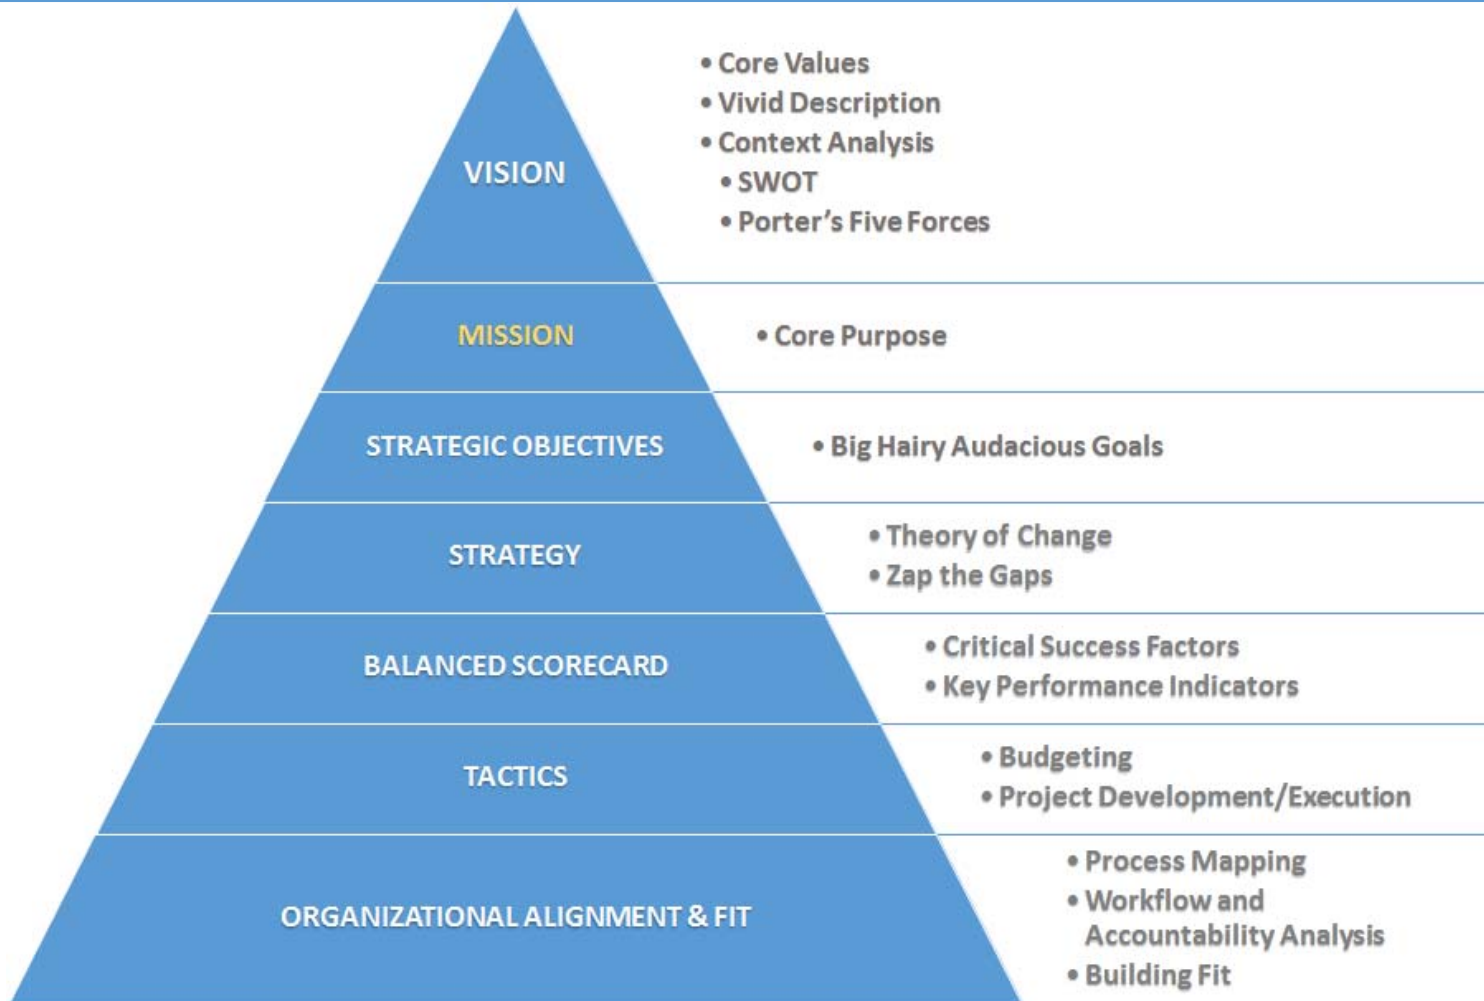 VISION
• Core Values
• Vivid Description
• Context Analysis
• SWOT
• Porter’s Five Forces
MISSION
• Core Purpose
STRATEGIC OBJECTIVES
• Big Hairy Audacious Goals
STRATEGY
• Theory of Change
• Zap the Gaps
BALANCED SCORECARD
• Critical Success Factors
• Key Performance Indicators
TACTICS
• Budgeting
• Project Development/Execution
ORGANIZATIONAL ALIGNMENT & FIT
• Process Mapping
• Workflow and
Accountability Analysis
• Building Fit